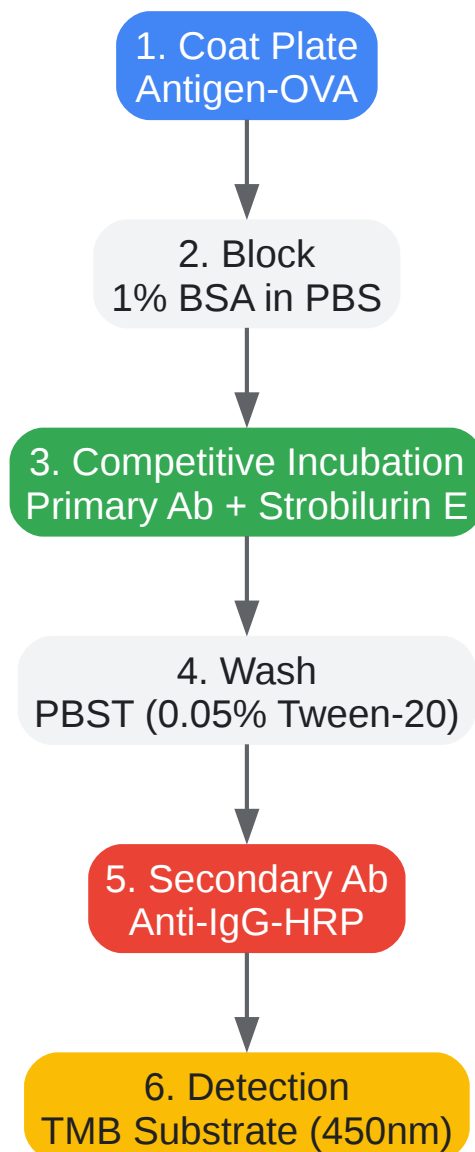 1. Coat Plate
Antigen-OVA
2. Block
1% BSA in PBS
3. Competitive Incubation
Primary Ab + Strobilurin E
4. Wash
PBST (0.05% Tween-20)
5. Secondary Ab
Anti-IgG-HRP
6. Detection
TMB Substrate (450nm)